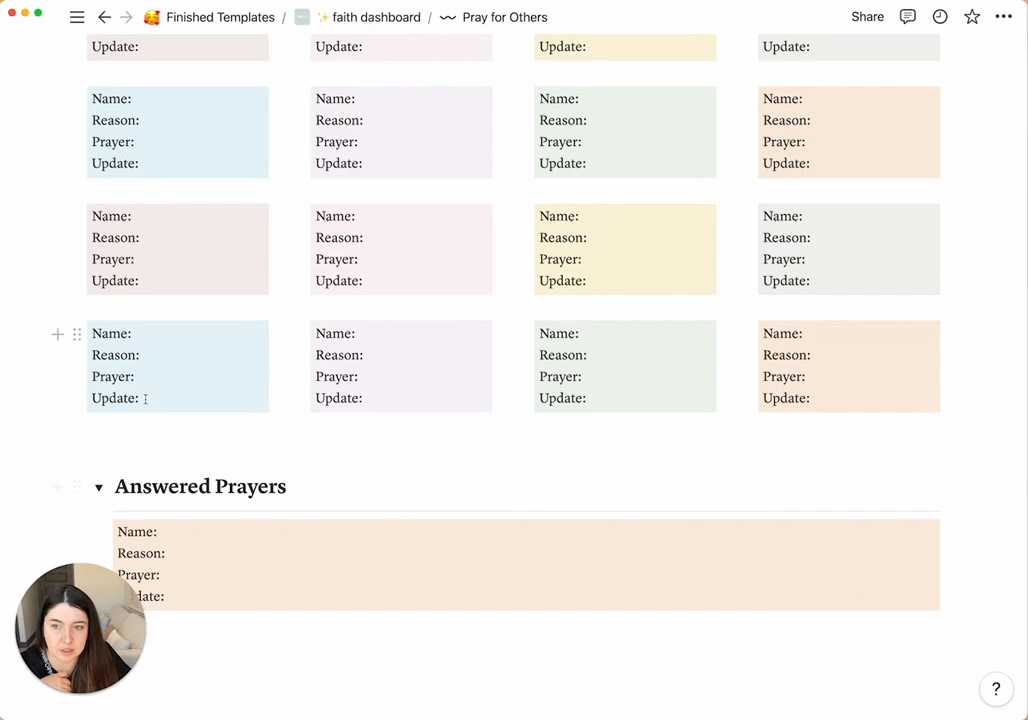 Finished Templates / ✨ faith dashboard / Pray for Others
Share
Update: Update: Update: Update:
Name: Name: Name: Name:
Reason: Reason: Reason: Reason:
Prayer: Prayer: Prayer: Prayer:
Update: Update: Update: Update:
Name: Name: Name: Name:
Reason: Reason: Reason: Reason:
Prayer: Prayer: Prayer: Prayer:
Update: Update: Update: Update:
Name: Name: Name: Name:
Reason: Reason: Reason: Reason:
Prayer: Prayer: Prayer: Prayer:
Update: Update: Update: Update:
Answered Prayers
Name:
Reason:
Prayer:
date:
?